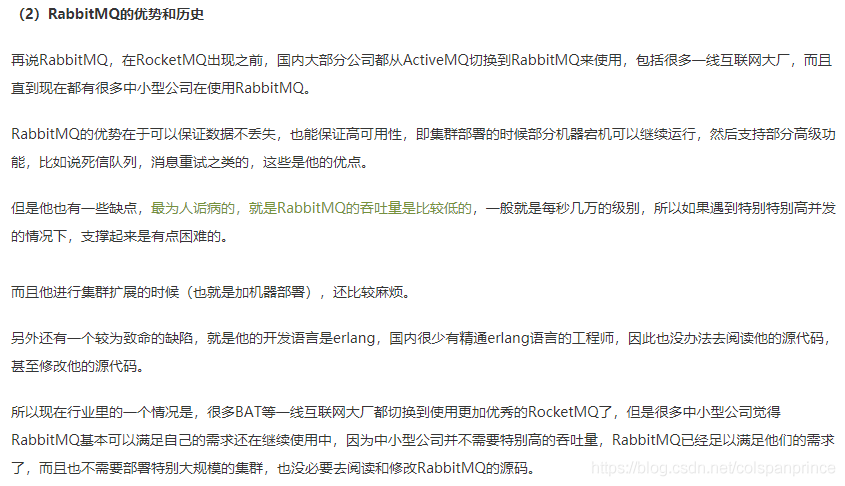 （2）RabbitMQ的优势和历史
再说RabbitMQ，在RocketMQ出现之前，国内大部分公司都从ActiveMQ切换到RabbitMQ来使用，包括很多一线互联网大厂，而且
直到现在都有很多中小型公司在使用RabbitMQ。
RabbitMQ的优势在于可以保证数据不丢失，也能保证高可用性，即集群部署的时候部分机器宕机可以继续运行，然后支持部分高级功
能，比如说死信队列，消息重试之类的，这些是他的优点。
但是他也有一些缺点，最为人诟病的，就是RabbitMQ的吞吐量是比较低的，一般就是每秒几万的级别，所以如果遇到特别特别高并发
的情况下，支撑起来是有点困难的。
而且他进行集群扩展的时候（也就是加机器部署），还比较麻烦。
另外还有一个较为致命的缺陷，就是他的开发语言是erlang，国内很少有精通erlang语言的工程师，因此也没办法去阅读他的源代码，
甚至修改他的源代码。
所以现在行业里的一个情况是，很多BAT等一线互联网大厂都切换到使用更加优秀的RocketMQ了，但是很多中小型公司觉得
RabbitMQ基本可以满足自己的需求还在继续使用中，因为中小型公司并不需要特别高的吞吐量，RabbitMQ已经足以满足他们的需求
了，而且也不需要部署特别大规模的集群，也没必要去阅读和修改RabbitMQ的源码。
https://blog.csdn.net/colspanprince